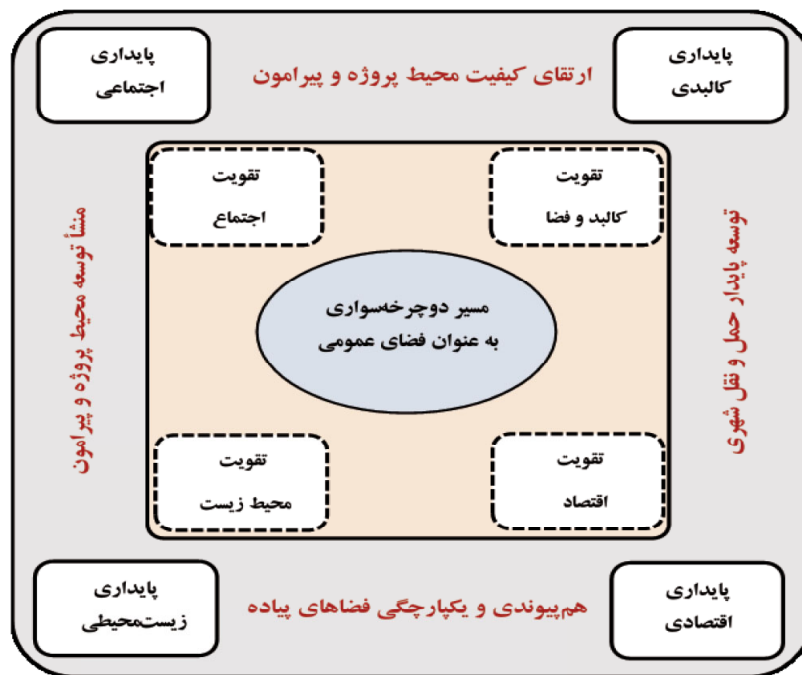 پایداری
کالبدی
ارتقای کیفیت محیط پروژه و پیرامون
پایداری
اجتماعی
تقویت
کالبد و فضا
تقویت
اجتماع
توسعه پایدار حمل و نقل شهری
مسیر دوچرخه‌سواری
به عنوان فضای عمومی
منشأ توسعه محیط پروژه و پیرامون
تقویت
اقتصاد
تقویت
محیط زیست
پایداری
اقتصادی
هم‌پیوندی و یکپارچگی فضاهای پیاده
پایداری
زیست‌محیطی